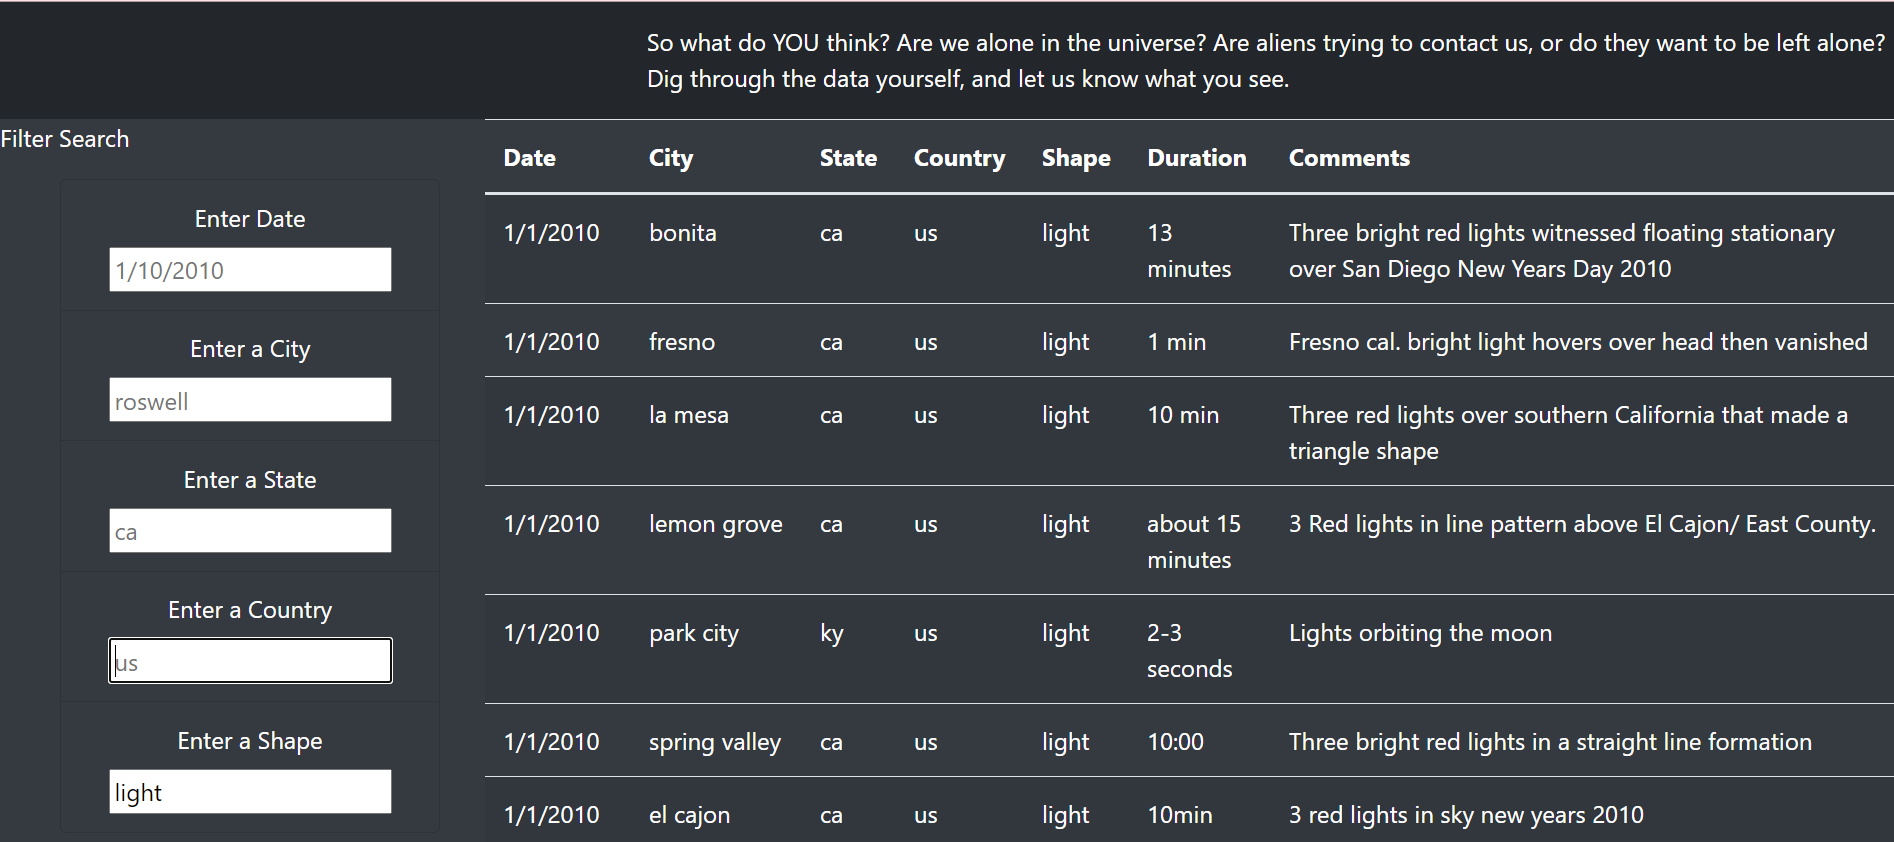 So what do YOU think? Are we alone in the universe? Are aliens trying to contact us, or do they want to be left alone?
Dig through the data yourself, and let us know what you see.
Filter Search
Enter Date
1/10/2010
Enter a City
roswell
Enter a State
ca
Enter a Country
us
Enter a Shape
light
Date City State Country Shape Duration Comments
1/1/2010 bonita ca us light 13 Three bright red lights witnessed floating stationary
minutes over San Diego New Years Day 2010
1/1/2010 fresno ca us light 1 min Fresno cal. bright light hovers over head then vanished
1/1/2010 la mesa ca us light 10 min Three red lights over southern California that made a
triangle shape
1/1/2010 lemon grove ca us light about 15 3 Red lights in line pattern above El Cajon/ East County.
minutes
1/1/2010 park city ky us light 2-3 Lights orbiting the moon
seconds
1/1/2010 spring valley ca us light 10:00 Three bright red lights in a straight line formation
1/1/2010 el cajon ca us light 10min 3 red lights in sky new years 2010